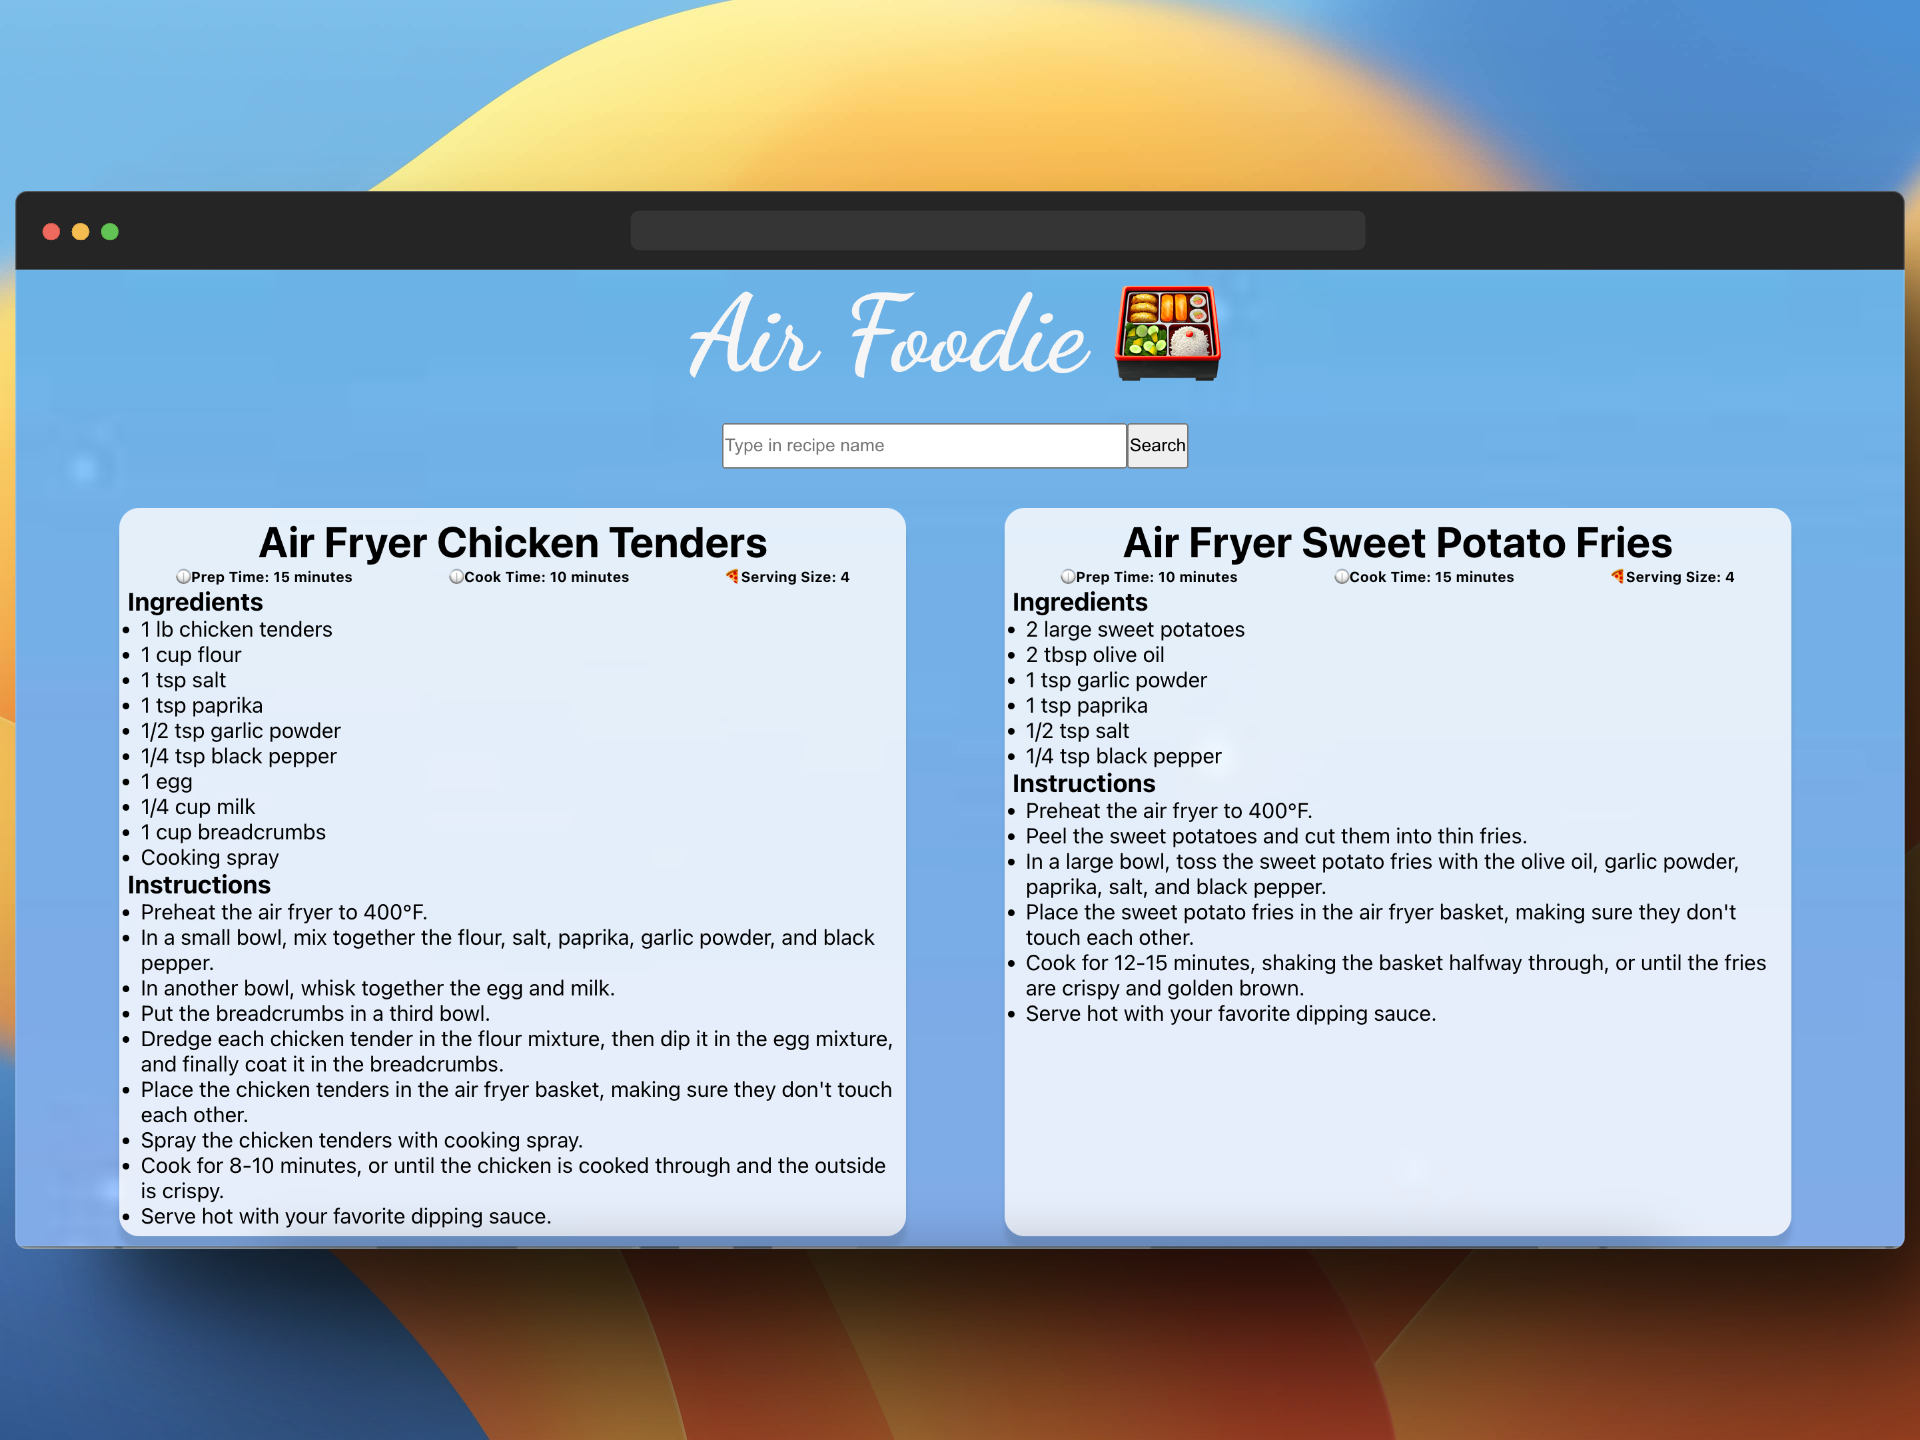 Air Foodie
Type in recipe name
Search
Air Fryer Chicken Tenders
Prep Time: 15 minutes
Cook Time: 10 minutes
Serving Size: 4
Ingredients
• 1 lb chicken tenders
• 1 cup flour
• 1 tsp salt
• 1 tsp paprika
• 1/2 tsp garlic powder
• 1/4 tsp black pepper
• 1 egg
• 1/4 cup milk
• 1 cup breadcrumbs
• Cooking spray
Instructions
• Preheat the air fryer to 400°F.
• In a small bowl, mix together the flour, salt, paprika, garlic powder, and black
pepper.
• In another bowl, whisk together the egg and milk.
• Put the breadcrumbs in a third bowl.
• Dredge each chicken tender in the flour mixture, then dip it in the egg mixture,
and finally coat it in the breadcrumbs.
• Place the chicken tenders in the air fryer basket, making sure they don't touch
each other.
• Spray the chicken tenders with cooking spray.
• Cook for 8-10 minutes, or until the chicken is cooked through and the outside
is crispy.
• Serve hot with your favorite dipping sauce.
Air Fryer Sweet Potato Fries
Prep Time: 10 minutes
Cook Time: 15 minutes
Serving Size: 4
Ingredients
• 2 large sweet potatoes
• 2 tbsp olive oil
• 1 tsp garlic powder
• 1 tsp paprika
• 1/2 tsp salt
• 1/4 tsp black pepper
Instructions
• Preheat the air fryer to 400°F.
• Peel the sweet potatoes and cut them into thin fries.
• In a large bowl, toss the sweet potato fries with the olive oil, garlic powder,
paprika, salt, and black pepper.
• Place the sweet potato fries in the air fryer basket, making sure they don't
touch each other.
• Cook for 12-15 minutes, shaking the basket halfway through, or until the fries
are crispy and golden brown.
• Serve hot with your favorite dipping sauce.